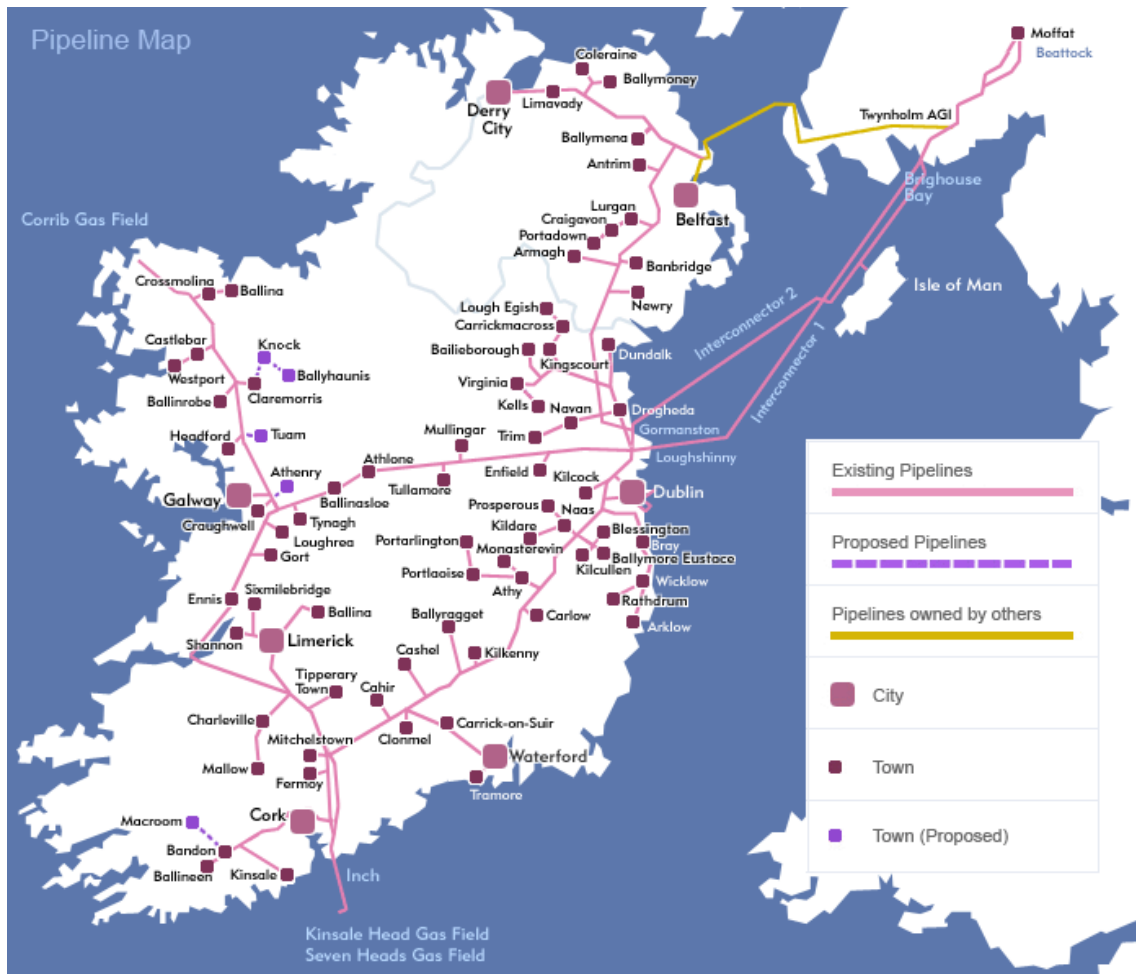 Pipeline Map
Moffat
Beattock
Coleraine
Ballymoney
Limavady
Derry
City
Twynholm AGI
Ballymena
Antrim
Brighouse
Bay
Lurgan
Belfast
Corrib Gas Field
Craigavon
Portadown
Armagh
Banbridge
Isle of Man
Crossmolina
Ballina
Newry
Lough Egish
Carrickmacross
Interconnector 2
Interconnector 1
Castlebar
Knock
Bailieborough
Kingscourt
Dundalk
Westport
Ballyhaunis
Virginia
Claremorris
Ballinrobe
Kells
Navan
Drogheda
Gormanston
Headford
Tuam
Mullingar
Trim
Loughshinny
Athlone
Enfield
Athenry
Tullamore
Kilcock
Galway
Ballinasloe
Dublin
Prosperous
Naas
Craughwell
Tynagh
Loughrea
Kildare
Blessington
Portarlington
Bray
Gort
Monasterevin
Ballymore Eustace
Kilcullen
Portlaoise
Wicklow
Sixmilebridge
Athy
Ennis
Ballina
Rathdrum
Ballyragget
Carlow
Arklow
Shannon
Limerick
Cashel
Kilkenny
Tipperary
Town
Cahir
Charleville
Carrick-on-Suir
Mitchelstown
Clonmel
Waterford
Mallow
Fermoy
Tramore
Cork
Macroom
Bandon
Ballineen
Kinsale
Inch
Kinsale Head Gas Field
Seven Heads Gas Field
Existing Pipelines
Proposed Pipelines
Pipelines owned by others
City
Town
Town (Proposed)